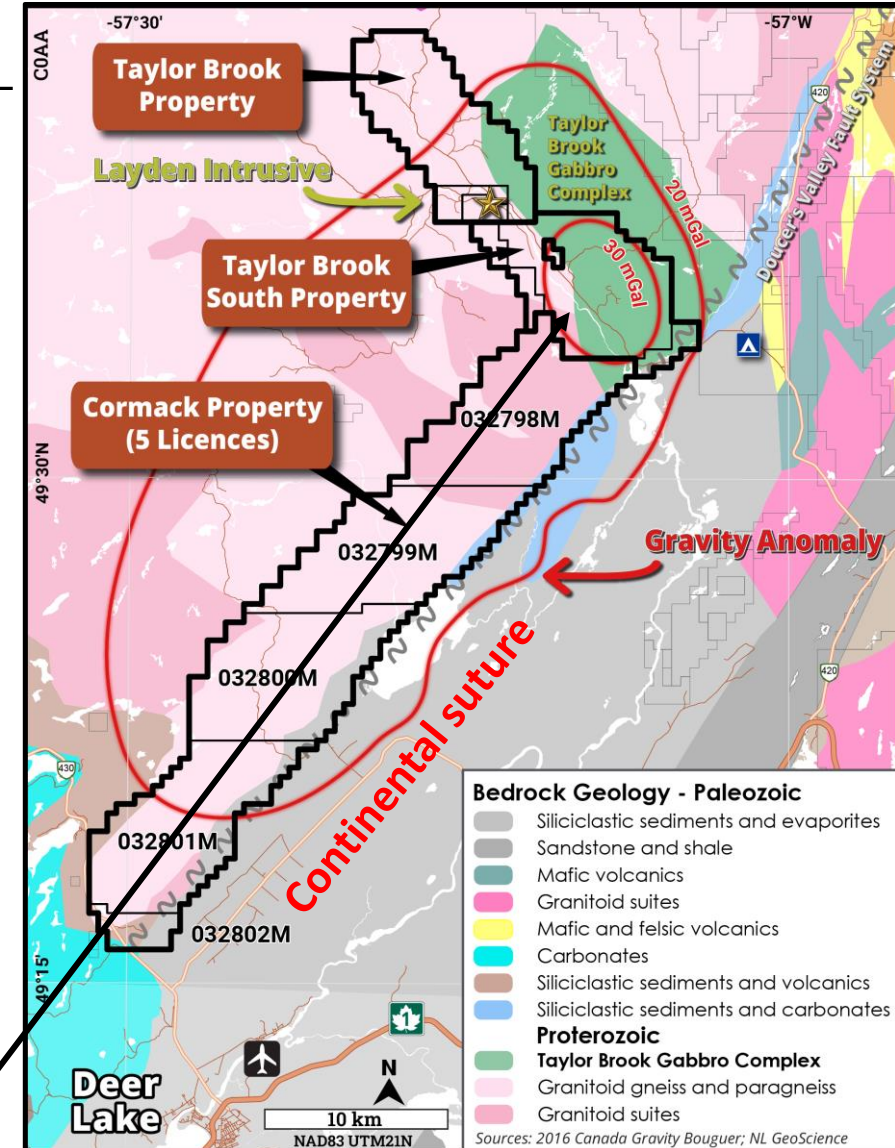 -57°30'
-57°W
C0AA
Taylor Brook
Property
420
Doucer's Valley Fault System
Taylor
Brook
Gabbro
Complex
Layden Intrusive
20 mGal
Taylor Brook
South Property
30 mGal
Cormack Property
(5 Licences)
032798M
49°30'N
032799M
Gravity Anomaly
Continental suture
032800M
420
430
032801M
032802M
49°15'
1
Deer
Lake
N
10 km
NAD83 UTM21N
Bedrock Geology - Paleozoic
Siliciclastic sediments and evaporites
Sandstone and shale
Mafic volcanics
Granitoid suites
Mafic and felsic volcanics
Carbonates
Siliciclastic sediments and volcanics
Siliciclastic sediments and carbonates
Proterozoic
Taylor Brook Gabbro Complex
Granitoid gneiss and paragneiss
Granitoid suites
Sources: 2016 Canada Gravity Bouguer; NL GeoScience